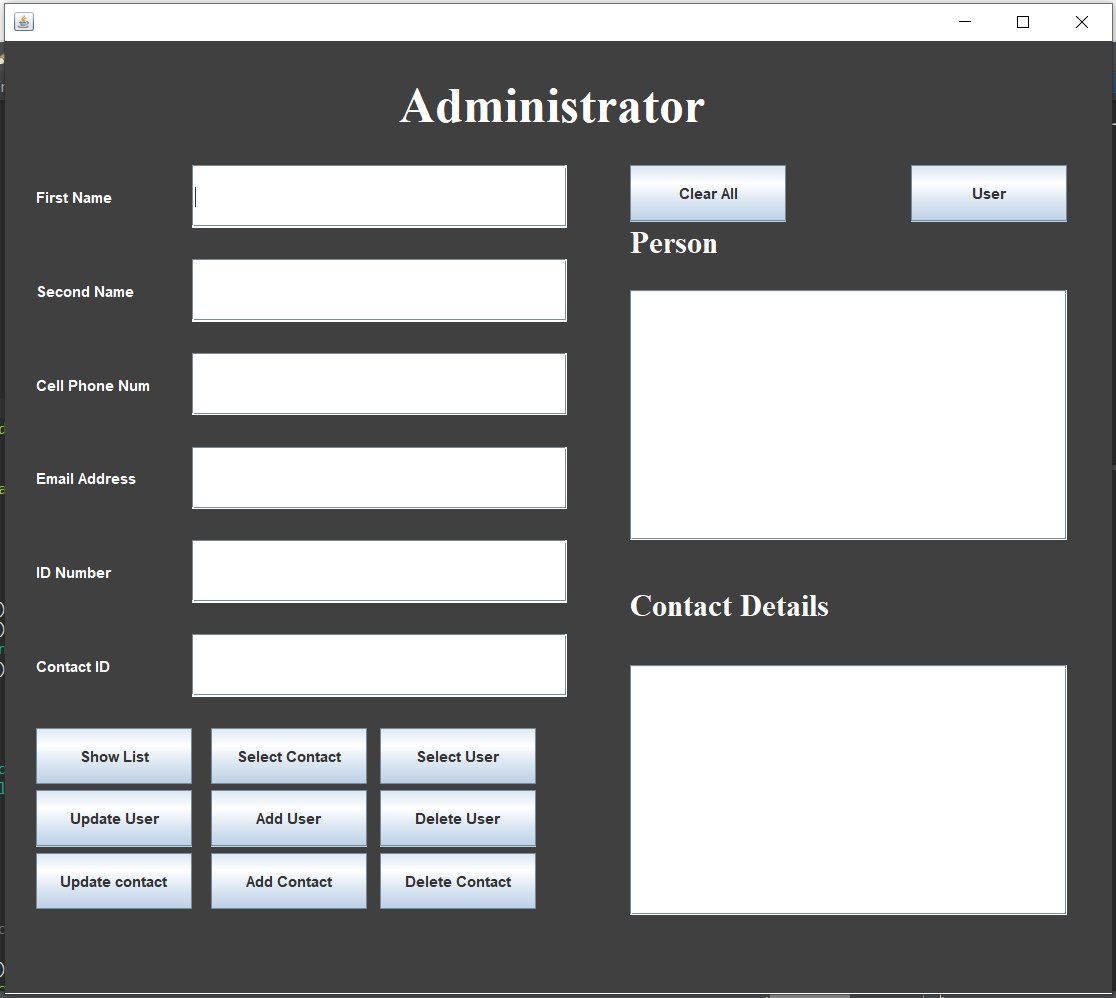 Administrator
First Name
Clear All
User
Person
Second Name
Cell Phone Num
Email Address
ID Number
Contact Details
Contact ID
Show List
Select Contact
Select User
Update User
Add User
Delete User
Update contact
Add Contact
Delete Contact